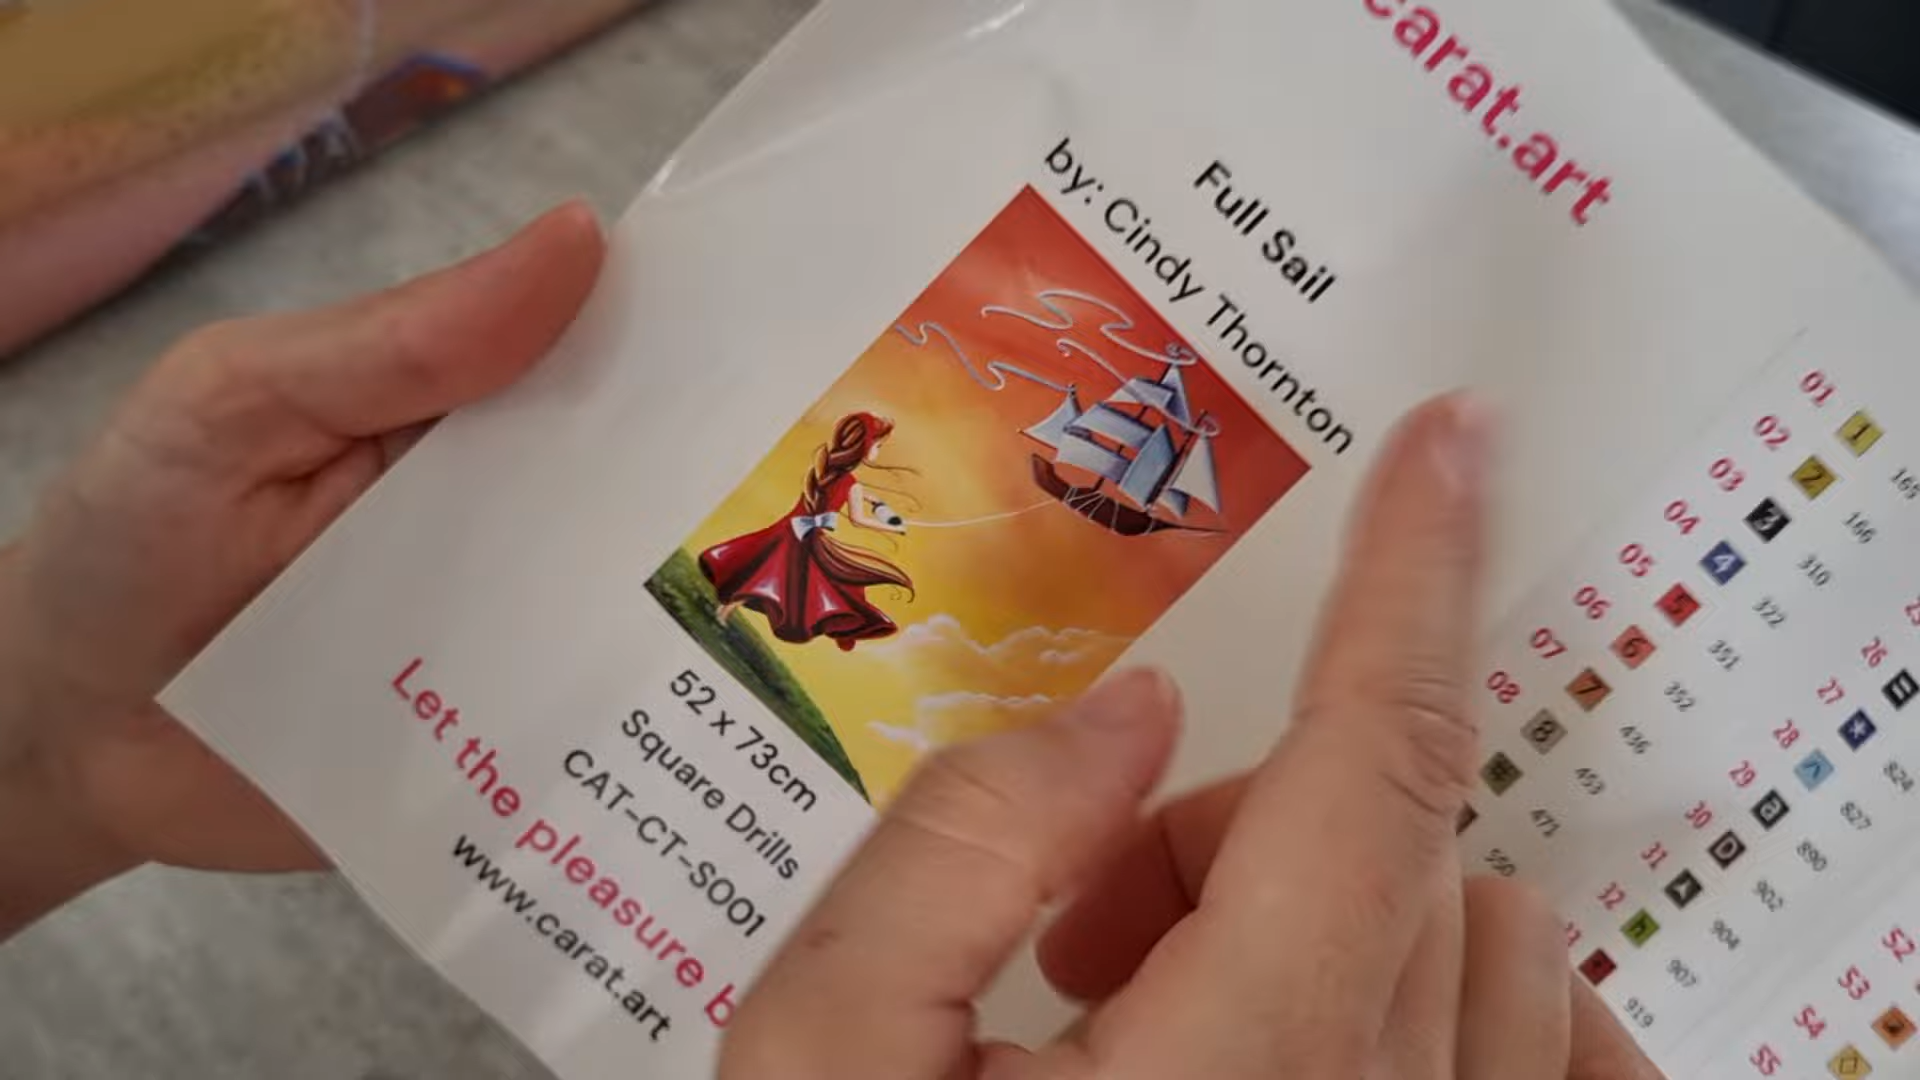 carat.art
Full Sail
by: Cindy Thornton
52 x 73cm
Square Drills
CAT-CT-S001
Let the pleasure b
www.carat.art
01 1 165
02 2 166
03 3 310
04 4 322
05 5 351
06 6 352
07 7 436
08 8 453
471
550
26
27 * 824
28 827
29 a 890
30 D 902
31 904
32 h 907
919
52
53
54
55